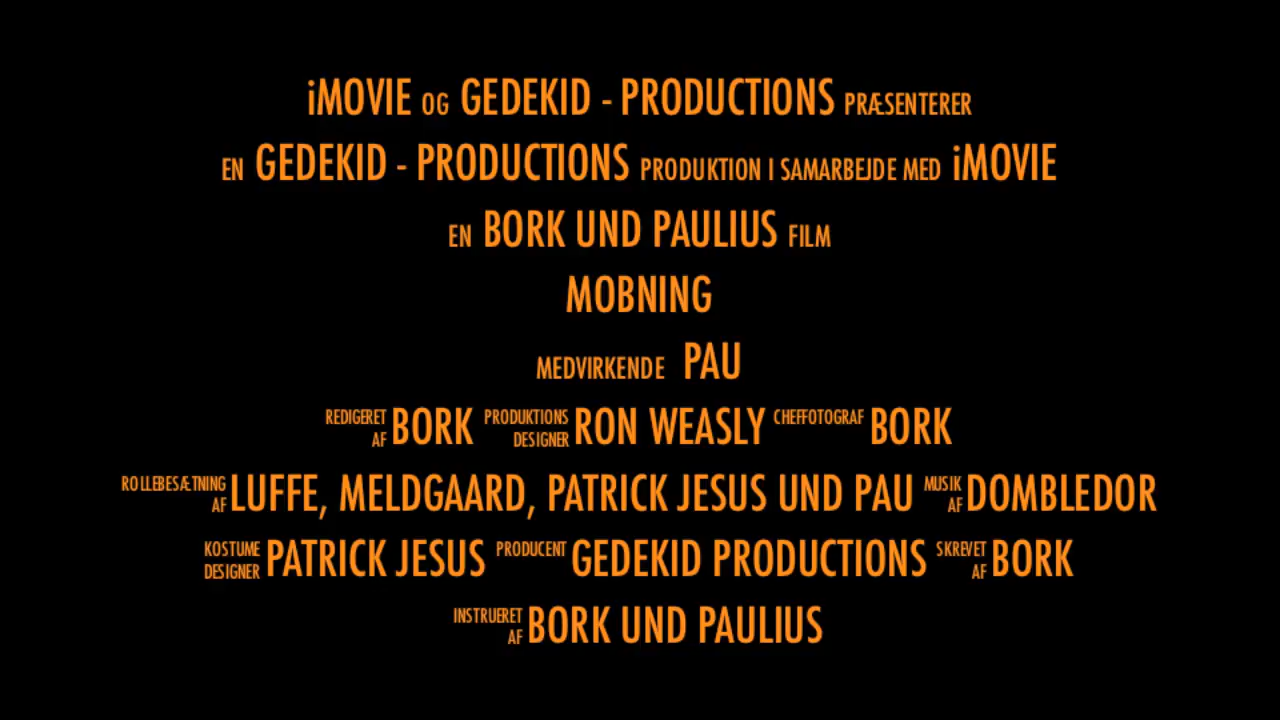 iMOVIE OG GEDEKID - PRODUCTIONS PRÆSENTERER
EN GEDEKID - PRODUCTIONS PRODUKTION I SAMARBEJDE MED iMOVIE
EN BORK UND PAULIUS FILM
MOBNING
MEDVIRKENDE PAU
REDIGERET AF BORK PRODUKTIONS DESIGNER RON WEASLY CHEFFOTOGRAF BORK
ROLLEBESÆTNING AF LUFFE, MELDGAARD, PATRICK JESUS UND PAU MUSIK AF DOMBLEDOR
KOSTUME DESIGNER PATRICK JESUS PRODUCENT GEDEKID PRODUCTIONS SKREVET AF BORK
INSTRUERET AF BORK UND PAULIUS